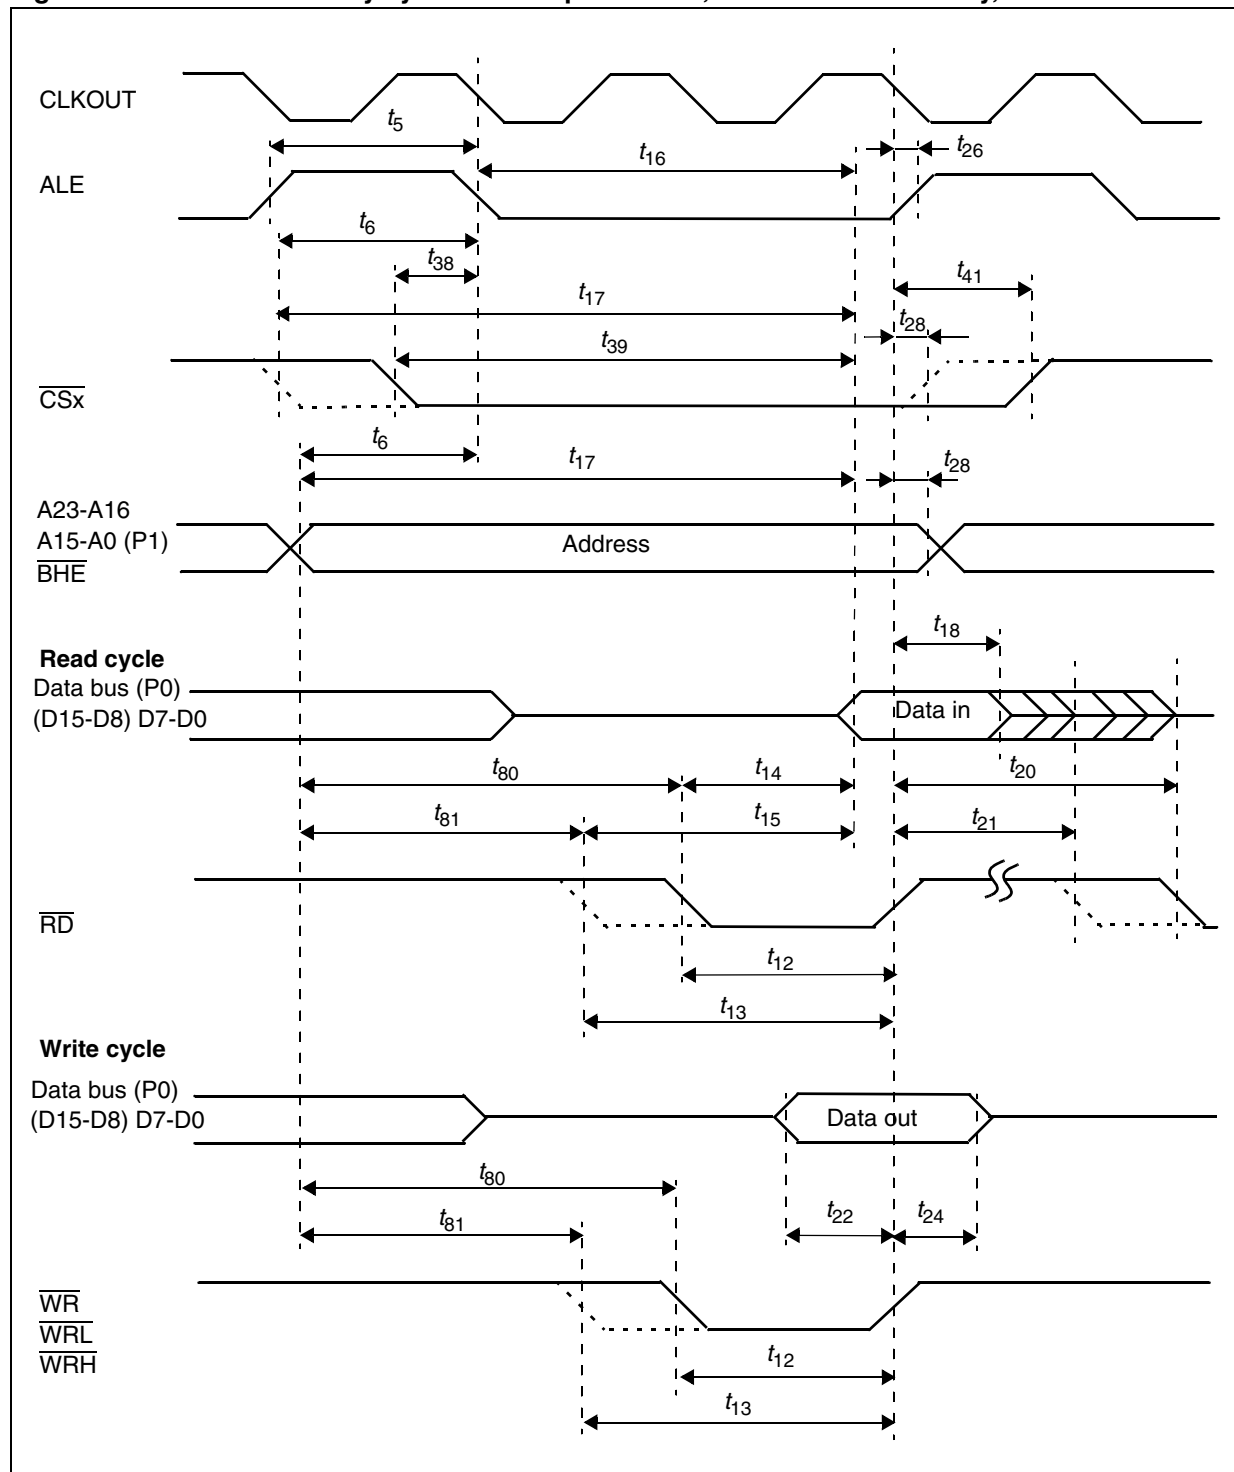 CLKOUT
t5
t16
t26
ALE
t6
t38
t41
t17
t28
t39
CSx
t6
t17
t28
A23-A16
A15-A0 (P1)
BHE
Address
t18
Read cycle
Data bus (P0)
(D15-D8) D7-D0
Data in
t80
t14
t20
t81
t15
t21
RD
t12
t13
Write cycle
Data bus (P0)
(D15-D8) D7-D0
Data out
t80
t22
t24
t81
WR
WRL
WRH
t12
t13